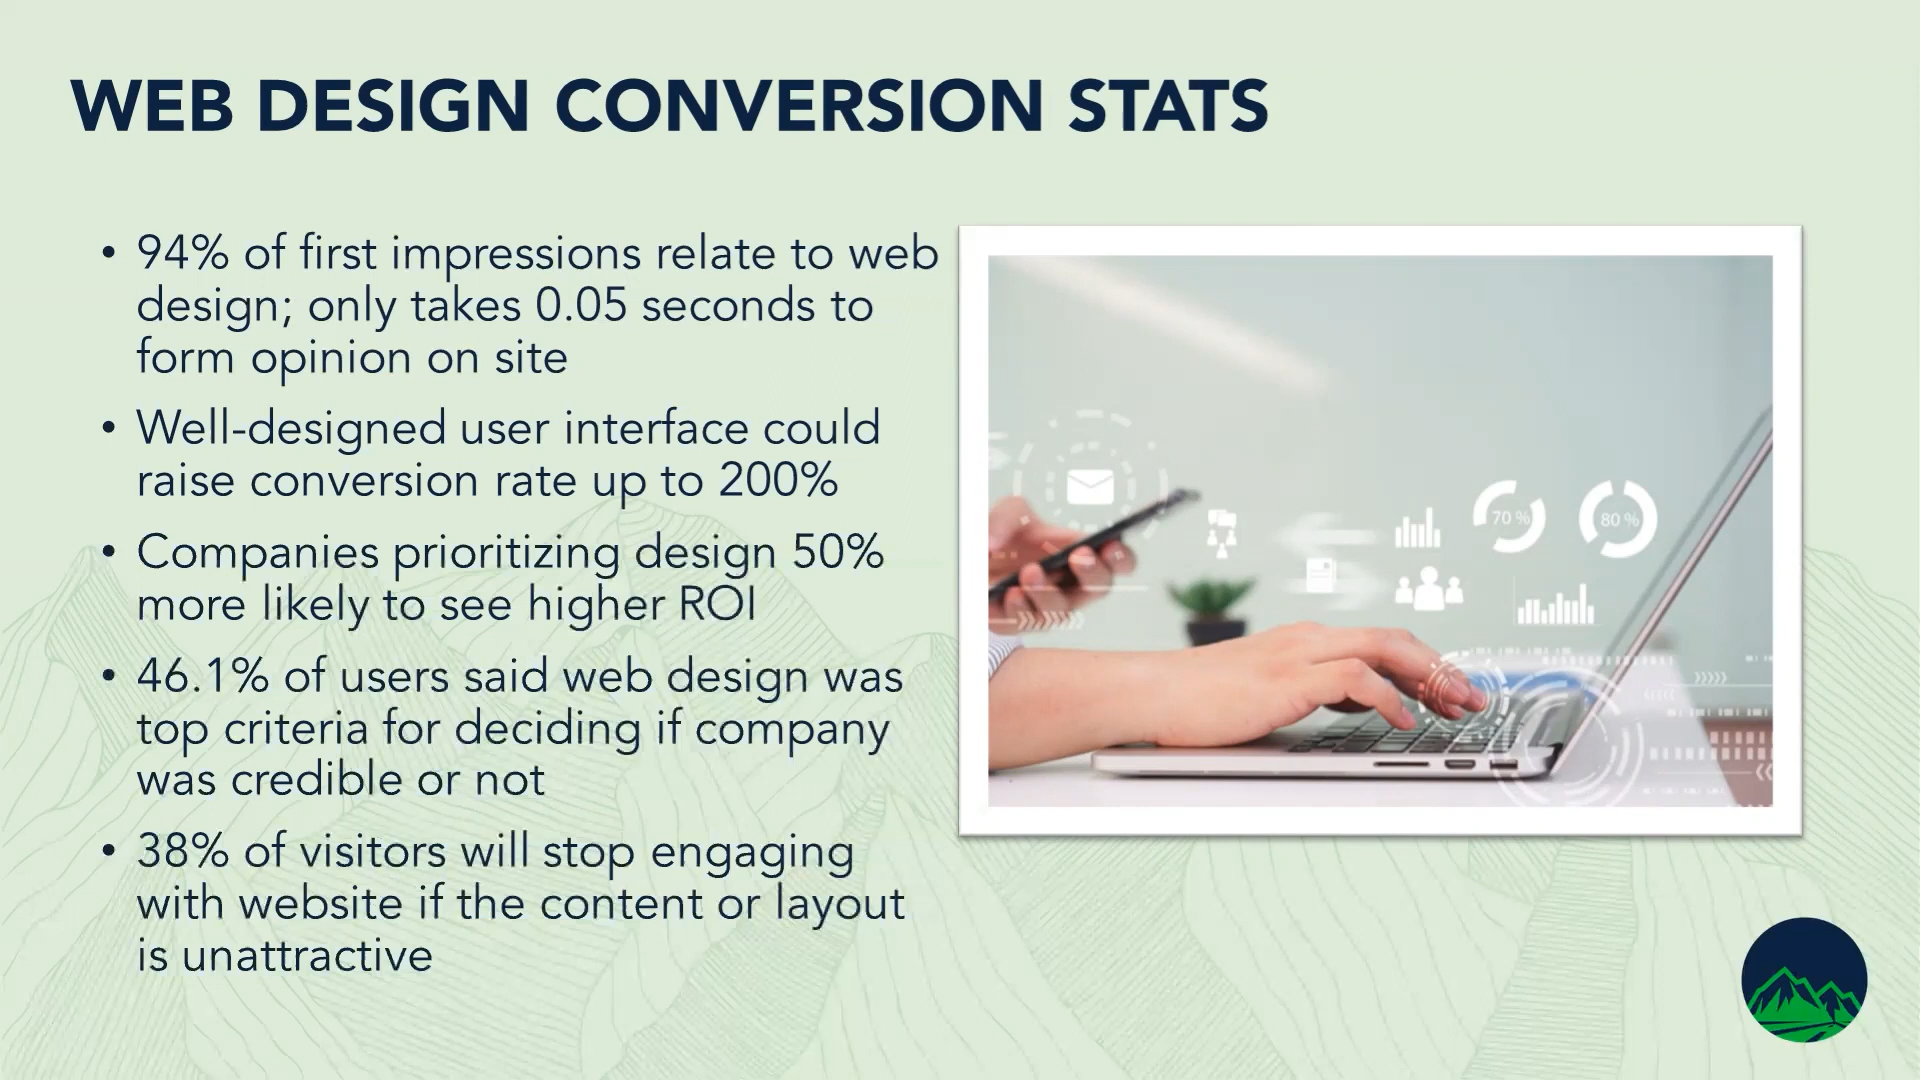 WEB DESIGN CONVERSION STATS
• 94% of first impressions relate to web
design; only takes 0.05 seconds to
form opinion on site
• Well-designed user interface could
raise conversion rate up to 200%
• Companies prioritizing design 50%
more likely to see higher ROI
• 46.1% of users said web design was
top criteria for deciding if company
was credible or not
• 38% of visitors will stop engaging
with website if the content or layout
is unattractive
70 %
80 %